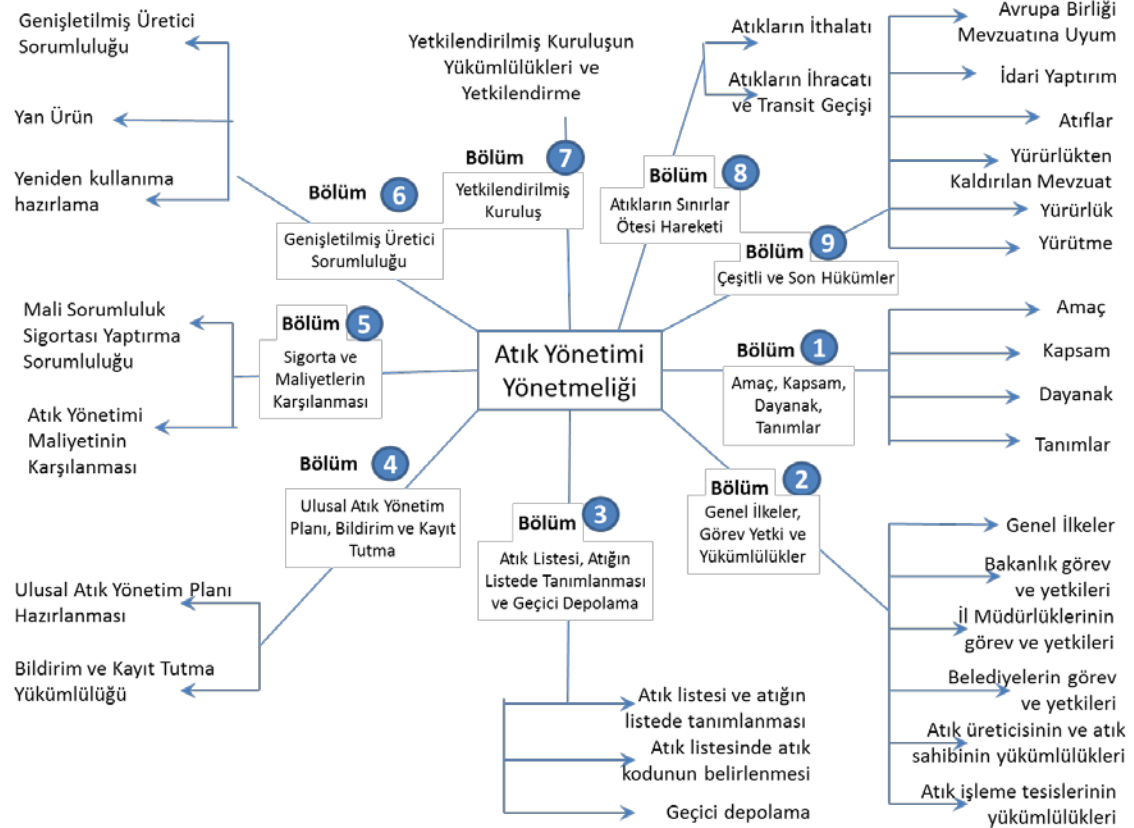 Atık Yönetimi
Yönetmeliği
Bölüm 1
Amaç, Kapsam,
Dayanak,
Tanımlar
Amaç
Kapsam
Dayanak
Tanımlar
Bölüm 2
Genel İlkeler,
Görev Yetki ve
Yükümlülükler
Genel İlkeler
Bakanlık görev
ve yetkileri
İl Müdürlüklerinin
görev ve yetkileri
Belediyelerin görev
ve yetkileri
Atık üreticisinin ve atık
sahibinin yükümlülükleri
Atık işleme tesislerinin
yükümlülükleri
Bölüm 3
Atık Listesi, Atığın
Listede Tanımlanması
ve Geçici Depolama
Atık listesi ve atığın
listede tanımlanması
Atık listesinde atık
kodunun belirlenmesi
Geçici depolama
Bölüm 4
Ulusal Atık Yönetim
Planı, Bildirim ve Kayıt
Tutma
Ulusal Atık Yönetim Planı
Hazırlanması
Bildirim ve Kayıt Tutma
Yükümlülüğü
Bölüm 5
Sigorta ve
Maliyetlerin
Karşılanması
Mali Sorumluluk
Sigortası Yaptırma
Sorumluluğu
Atık Yönetimi
Maliyetinin
Karşılanması
Bölüm 6
Genişletilmiş Üretici
Sorumluluğu
Genişletilmiş Üretici
Sorumluluğu
Yan Ürün
Yeniden kullanıma
hazırlama
Bölüm 7
Yetkilendirilmiş
Kuruluş
Yetkilendirilmiş Kuruluşun
Yükümlülükleri ve
Yetkilendirme
Bölüm 8
Atıkların Sınırlar
Ötesi Hareketi
Atıkların İthalatı
Atıkların İhracatı
ve Transit Geçişi
Bölüm 9
Çeşitli ve Son Hükümler
Avrupa Birliği
Mevzuatına Uyum
İdari Yaptırım
Atıflar
Yürürlükten
Kaldırılan Mevzuat
Yürürlük
Yürütme